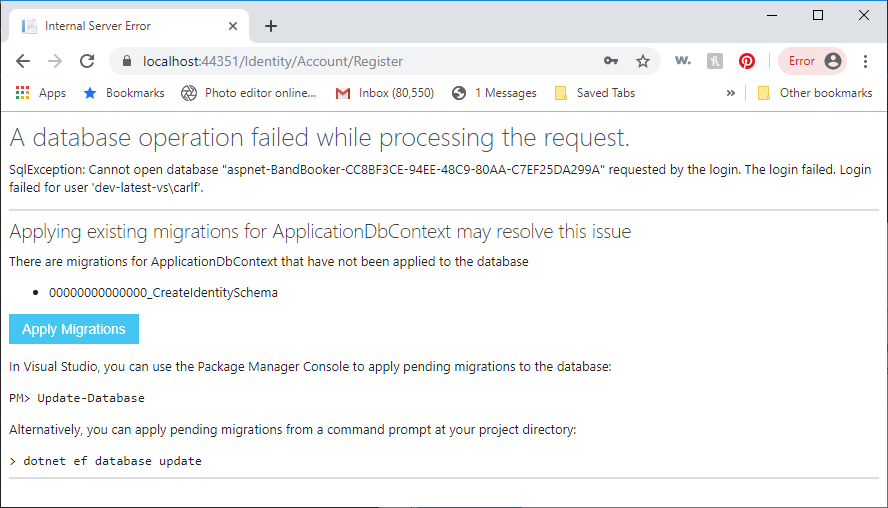 Internal Server Error
localhost:44351/Identity/Account/Register
W.
Error
Apps
Bookmarks
Photo editor online...
Inbox (80,550)
1 Messages
Saved Tabs
»
Other bookmarks
A database operation failed while processing the request.
SqlException: Cannot open database "aspnet-BandBooker-CC8BF3CE-94EE-48C9-80AA-C7EF25DA299A" requested by the login. The login failed. Login
failed for user 'dev-latest-vs\carlf'.
Applying existing migrations for ApplicationDbContext may resolve this issue
There are migrations for ApplicationDbContext that have not been applied to the database
• 00000000000000_CreateIdentitySchema
Apply Migrations
In Visual Studio, you can use the Package Manager Console to apply pending migrations to the database:
PM> Update-Database
Alternatively, you can apply pending migrations from a command prompt at your project directory:
> dotnet ef database update